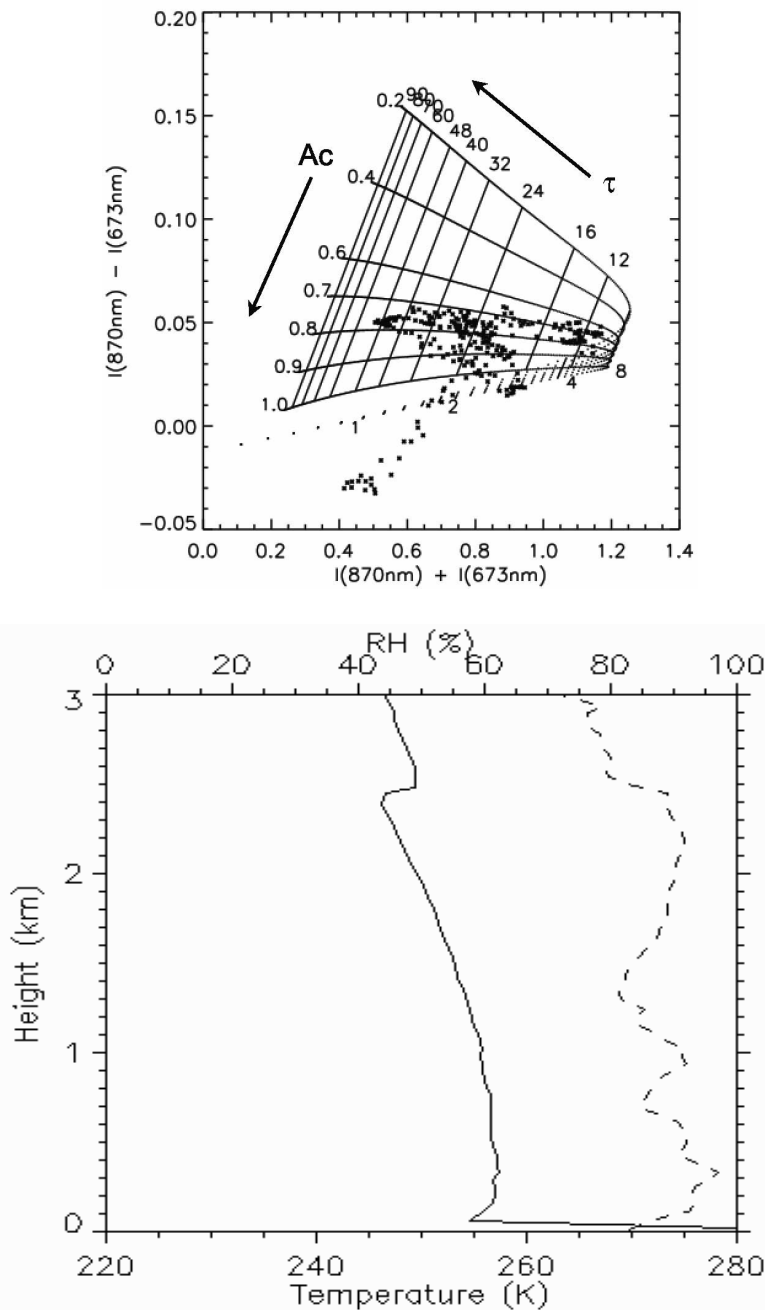 0.20
0.15
0.10
0.05
0.00
−0.05
I(870nm) − I(673nm)
Ac
τ
0.2 90 80 70 60 48 40 32 24 16 12
0.4
0.6
0.7
0.8
0.9
1.0
1 2 4 8
0.0 0.2 0.4 0.6 0.8 1.0 1.2 1.4
I(870nm) + I(673nm)
RH (%)
0 20 40 60 80 100
3
2
1
0
Height (km)
220 240 260 280
Temperature (K)